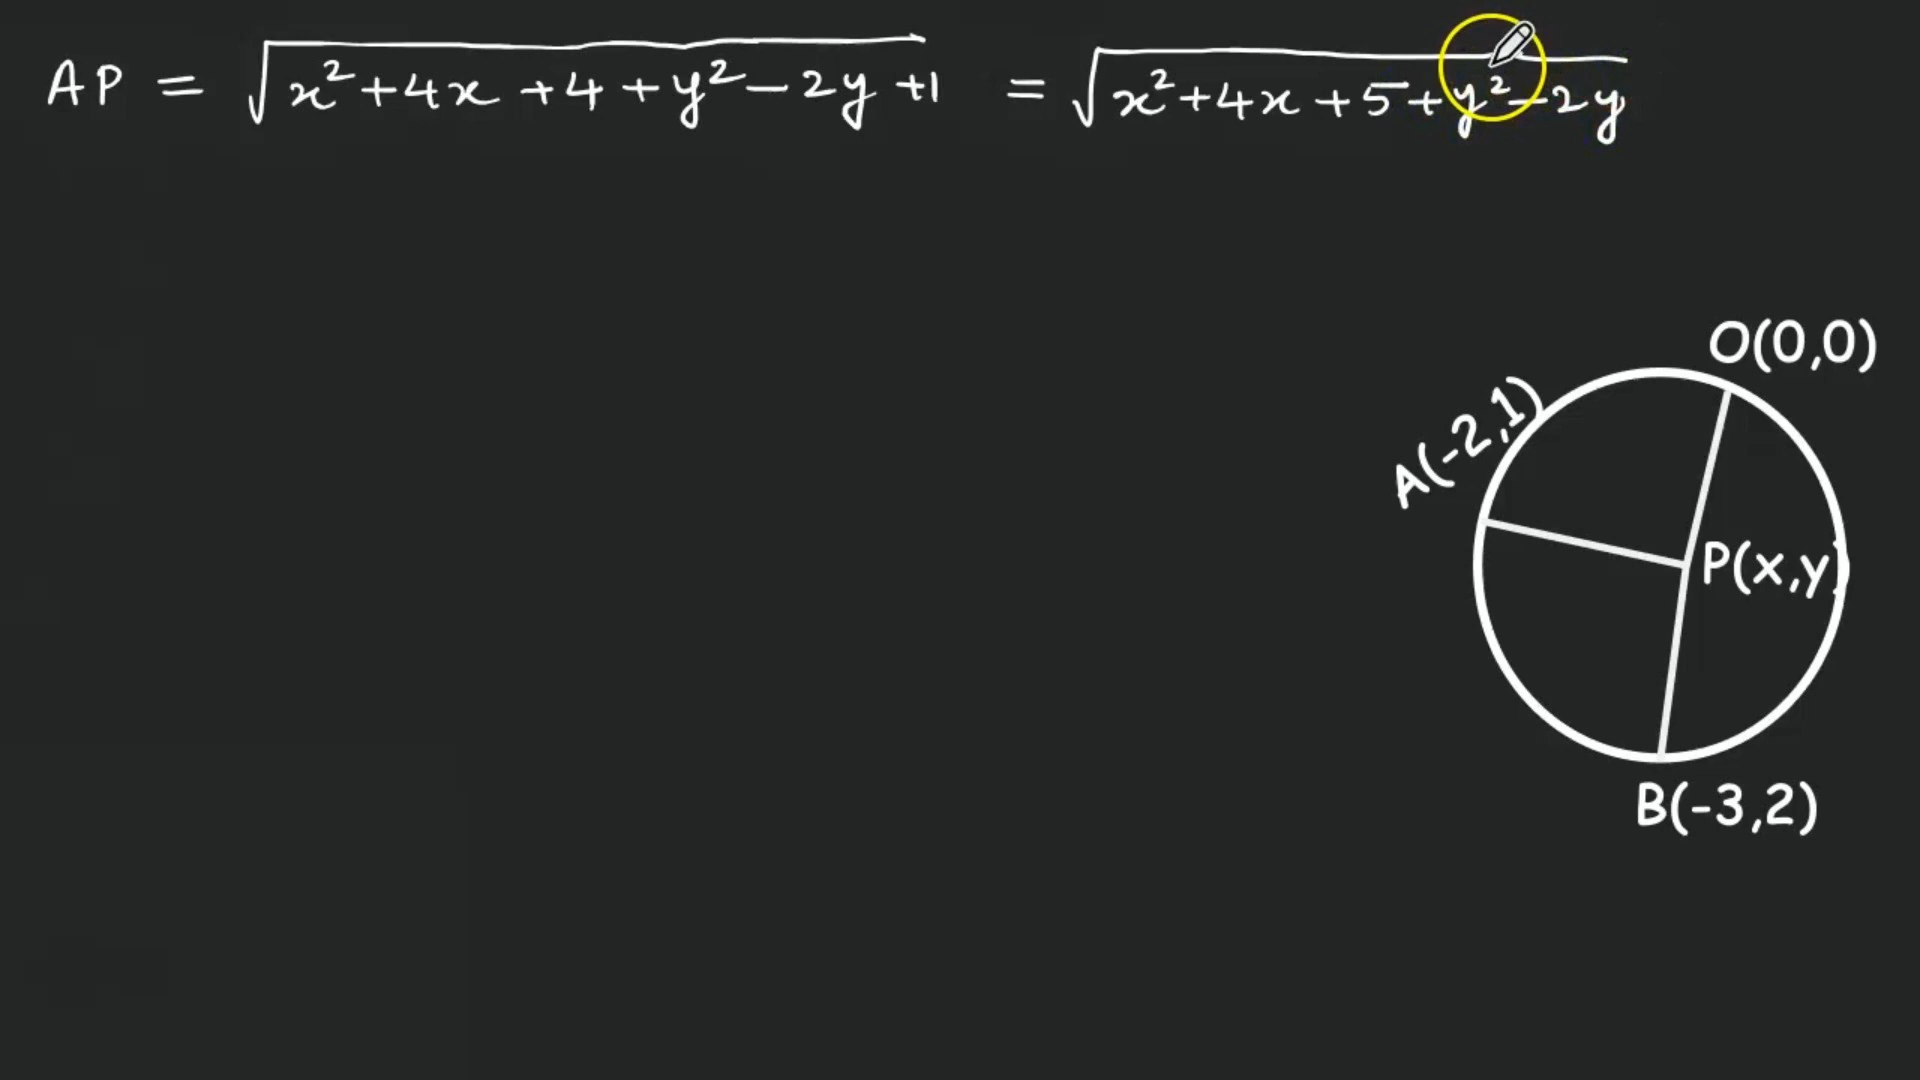 AP = √x²+4x+4+y²-2y+1 = √x²+4x+5+y²-2y
O(0,0)
A(-2,1)
P(x,y)
B(-3,2)